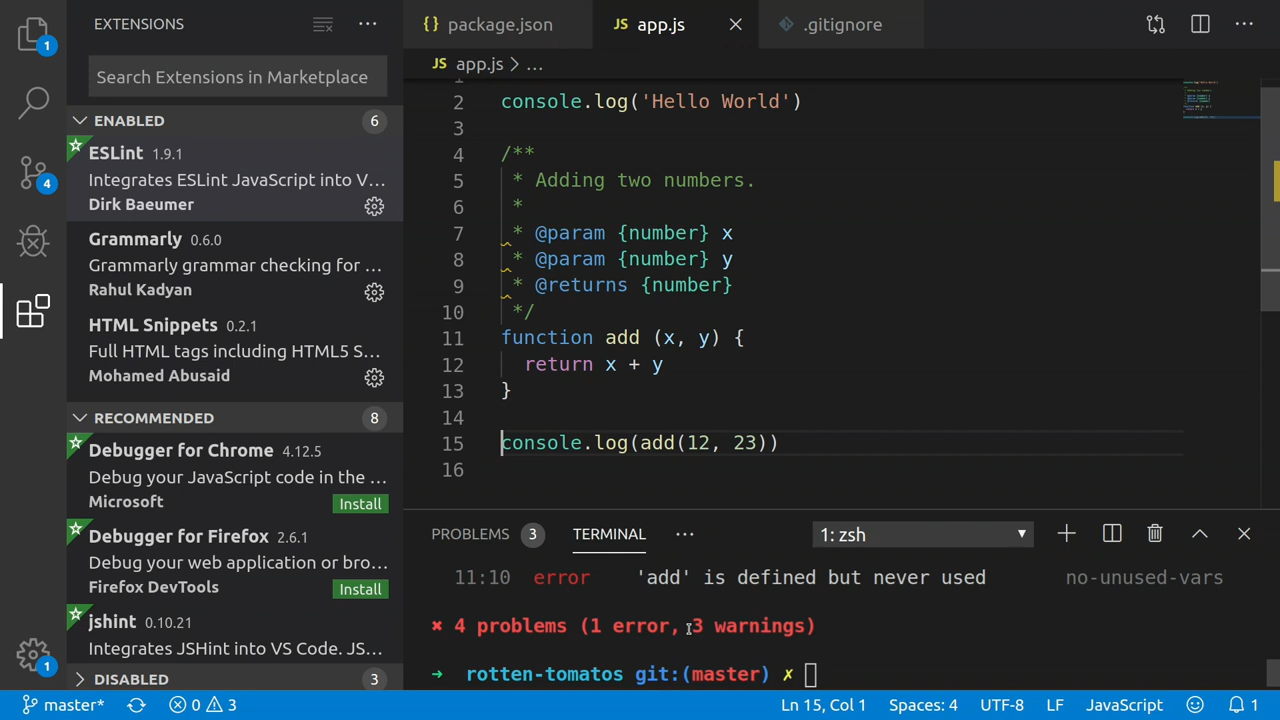 EXTENSIONS
Search Extensions in Marketplace
ENABLED 6
ESLint 1.9.1
Integrates ESLint JavaScript into V...
Dirk Baeumer
Grammarly 0.6.0
Grammarly grammar checking for ...
Rahul Kadyan
HTML Snippets 0.2.1
Full HTML tags including HTML5 S...
Mohamed Abusaid
RECOMMENDED 8
Debugger for Chrome 4.12.5
Debug your JavaScript code in the ...
Microsoft Install
Debugger for Firefox 2.6.1
Debug your web application or bro...
Firefox DevTools Install
jshint 0.10.21
Integrates JSHint into VS Code. JS...
DISABLED 3
1
4
1
{} package.json JS app.js .gitignore
JS app.js > ...
1
2 console.log('Hello World')
3
4 /**
5 * Adding two numbers.
6 *
7 * @param {number} x
8 * @param {number} y
9 * @returns {number}
10 */
11 function add (x, y) {
12 return x + y
13 }
14
15 console.log(add(12, 23))
16
PROBLEMS 3 TERMINAL ... 1: zsh
11:10 error 'add' is defined but never used no-unused-vars
✖ 4 problems (1 error, 3 warnings)
➜ rotten-tomatos git:(master) ✗
master* 0 3 Ln 15, Col 1 Spaces: 4 UTF-8 LF JavaScript 1